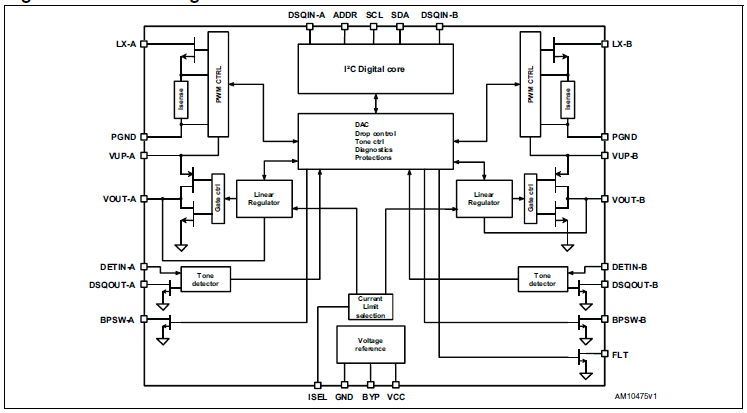 DSQIN-A ADDR SCL SDA DSQIN-B
LX-A
LX-B
I²C Digital core
PWM CTRL
PWM CTRL
Isense
Isense
DAC
Drop control
Tone ctrl
Diagnostics
Protections
PGND
PGND
VUP-A
VUP-B
VOUT-A
VOUT-B
Gate ctrl
Linear
Regulator
Linear
Regulator
Gate ctrl
DETIN-A
DETIN-B
Tone
detector
Tone
detector
DSQOUT-A
DSQOUT-B
Current
Limit
selection
BPSW-A
BPSW-B
Voltage
reference
FLT
ISEL GND BYP VCC
AM10475v1